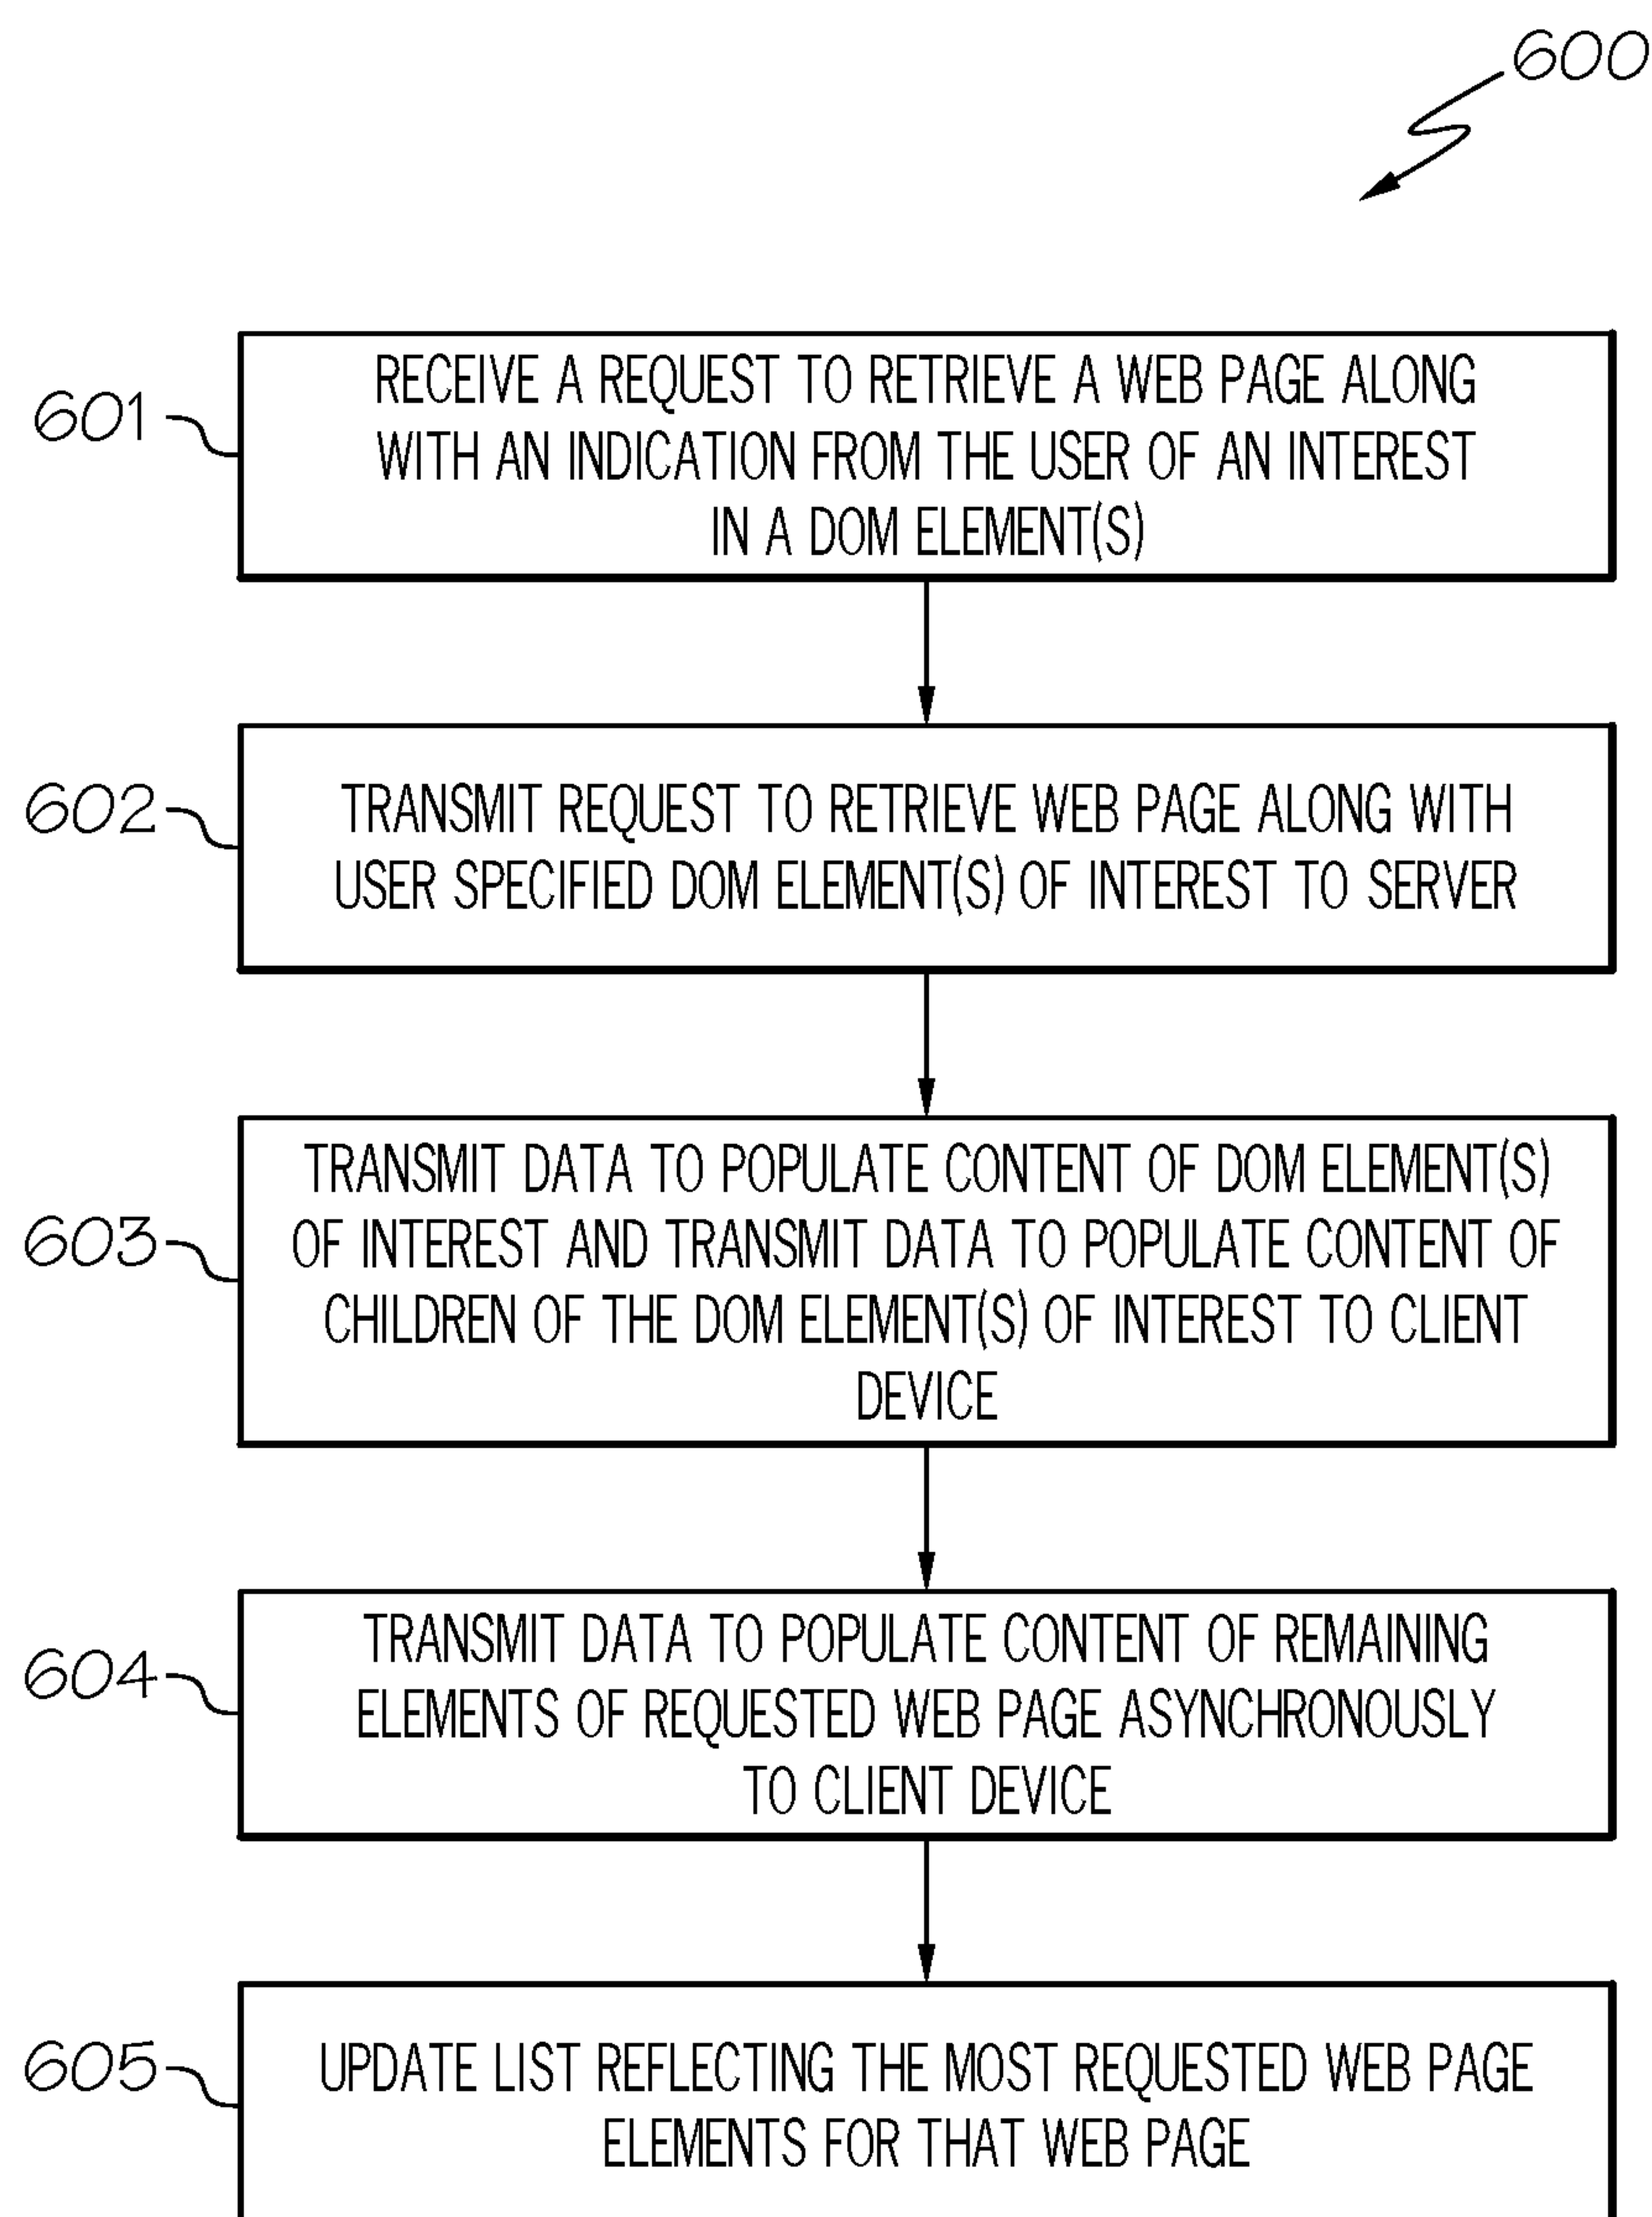 600
601
RECEIVE A REQUEST TO RETRIEVE A WEB PAGE ALONG
WITH AN INDICATION FROM THE USER OF AN INTEREST
IN A DOM ELEMENT(S)
602
TRANSMIT REQUEST TO RETRIEVE WEB PAGE ALONG WITH
USER SPECIFIED DOM ELEMENT(S) OF INTEREST TO SERVER
603
TRANSMIT DATA TO POPULATE CONTENT OF DOM ELEMENT(S)
OF INTEREST AND TRANSMIT DATA TO POPULATE CONTENT OF
CHILDREN OF THE DOM ELEMENT(S) OF INTEREST TO CLIENT
DEVICE
604
TRANSMIT DATA TO POPULATE CONTENT OF REMAINING
ELEMENTS OF REQUESTED WEB PAGE ASYNCHRONOUSLY
TO CLIENT DEVICE
605
UPDATE LIST REFLECTING THE MOST REQUESTED WEB PAGE
ELEMENTS FOR THAT WEB PAGE